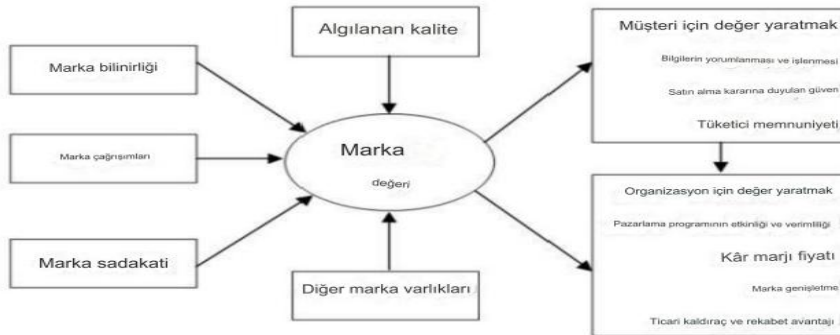 Algılanan kalite
Marka bilinirliği
Marka çağrışımları
Marka sadakati
Marka
değeri
Diğer marka varlıkları
Müşteri için değer yaratmak
Bilgilerin yorumlanması ve işlenmesi
Satın alma kararına duyulan güven
Tüketici memnuniyeti
Organizasyon için değer yaratmak
Pazarlama programının etkinliği ve verimliliği
Kâr marjı fiyatı
Marka genişletme
Ticari kaldıraç ve rekabet avantajı